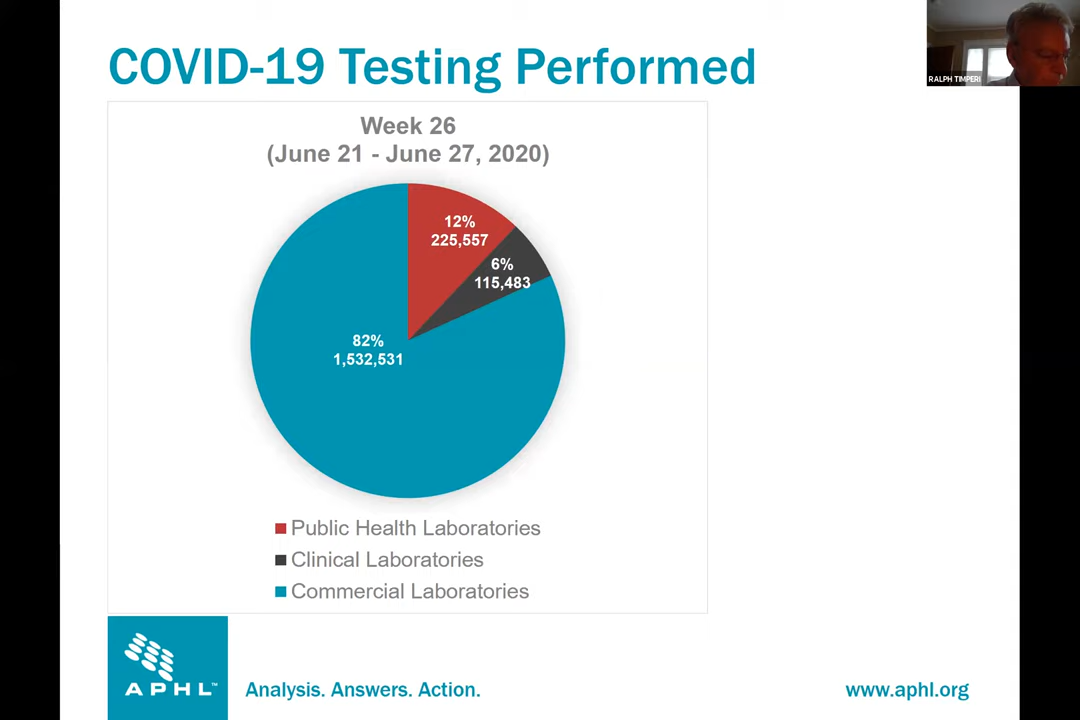 COVID-19 Testing Performed
RALPH TIMPERI
Week 26
(June 21 - June 27, 2020)
12%
225,557
6%
115,483
82%
1,532,531
Public Health Laboratories
Clinical Laboratories
Commercial Laboratories
APHL™
Analysis. Answers. Action.
www.aphl.org